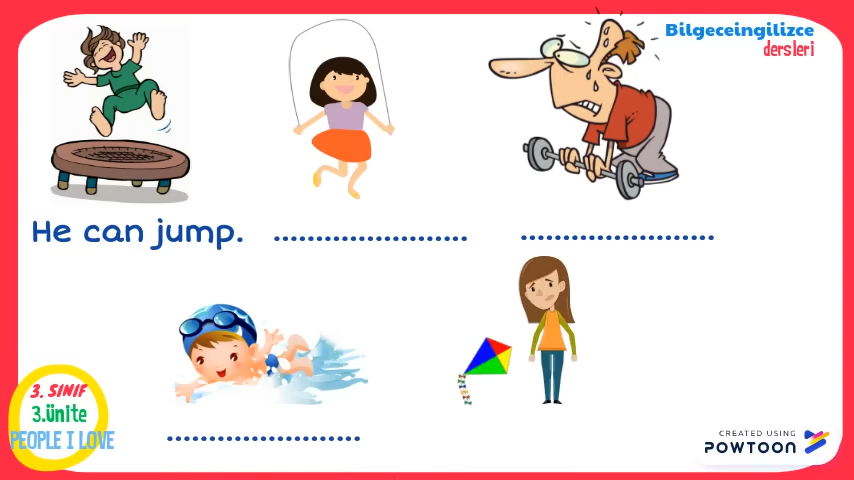 Bilgeceingilizce
dersleri
He can jump. ....................... .......................
.......................
3. SINIF
3.Ünite
PEOPLE I LOVE
CREATED USING
POWTOON